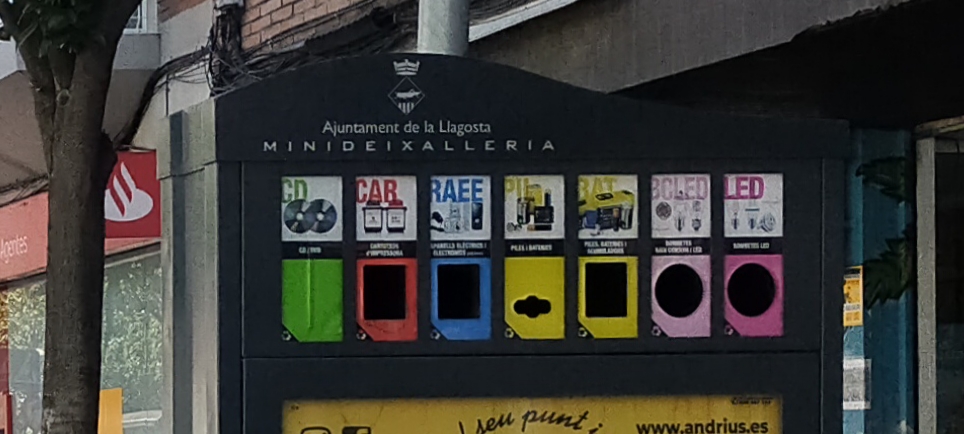 Ajuntament de la Llagosta
MINIDEIXALLERIA
CD
CAR
RAEE
PIL
BAT
BCLED
LED
CD / DVD
CARTUTXOS
D'IMPRESSORA
APARELLS ELÈCTRICS I
ELECTRÒNICS
PILES I BATERIES
PILES, BATERIES I
ACUMULADORS
BOMBETES
BAIX CONSUM I LED
BOMBETES LED
Agentes
seu punt
www.andrius.es